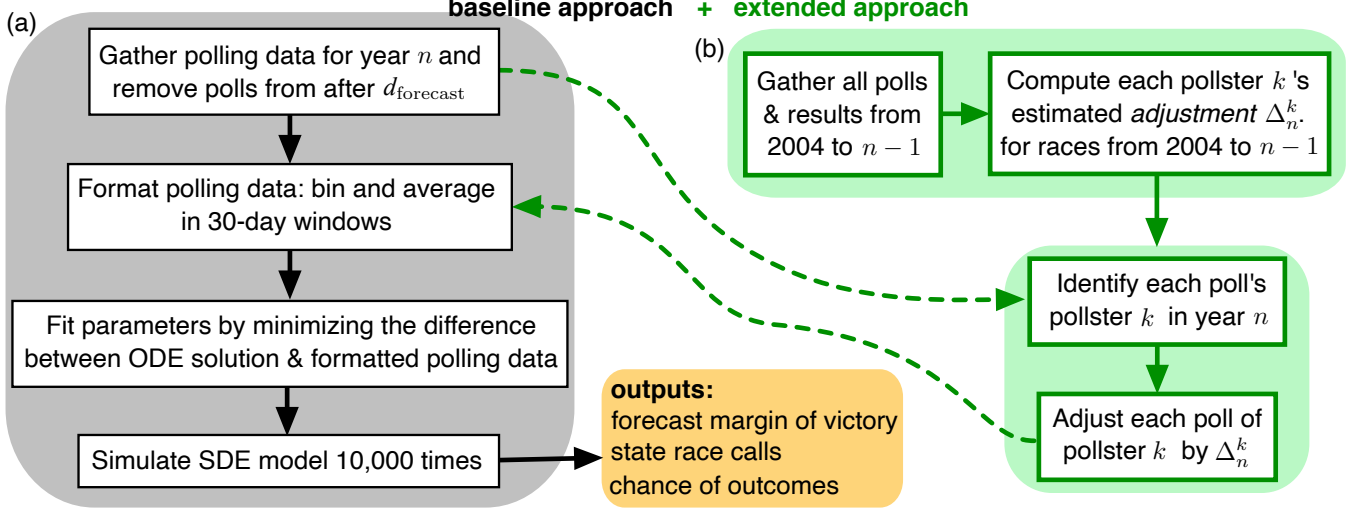 baseline approach + extended approach
(a)
Gather polling data for year n and
remove polls from after d_forecast
Format polling data: bin and average
in 30-day windows
Fit parameters by minimizing the difference
between ODE solution & formatted polling data
Simulate SDE model 10,000 times
outputs:
forecast margin of victory
state race calls
chance of outcomes
(b)
Gather all polls
& results from
2004 to n − 1
Compute each pollster k 's
estimated adjustment Δ_n^k.
for races from 2004 to n − 1
Identify each poll's
pollster k in year n
Adjust each poll of
pollster k by Δ_n^k